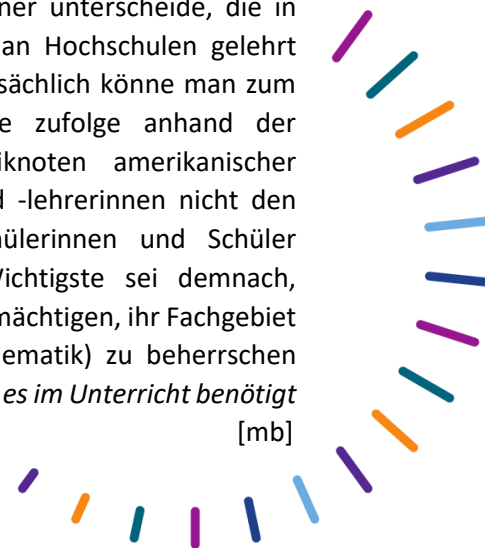 ner unterscheide, die in
an Hochschulen gelehrt
sächlich könne man zum
e zufolge anhand der
iknoten amerikanischer
d -lehrerinnen nicht den
ülerinnen und Schüler
Wichtigste sei demnach,
mächtigen, ihr Fachgebiet
ematik) zu beherrschen
es im Unterricht benötigt
[mb]